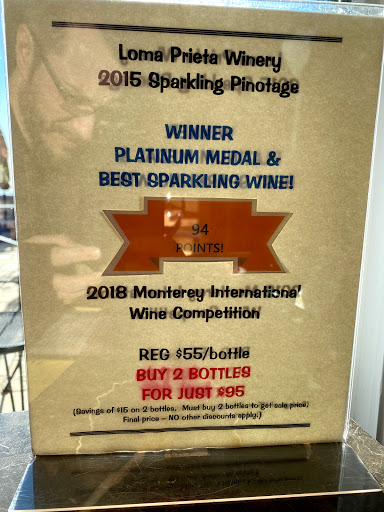 Loma Prieta Winery
2015 Sparkling Pinotage
WINNER
PLATINUM MEDAL &
BEST SPARKLING WINE!
94
POINTS!
2018 Monterey International
Wine Competition
REG $55/bottle
BUY 2 BOTTLES
FOR JUST $95
(Savings of $15 on 2 bottles. Must buy 2 bottles to get sale price.
Final price – NO other discounts apply.)